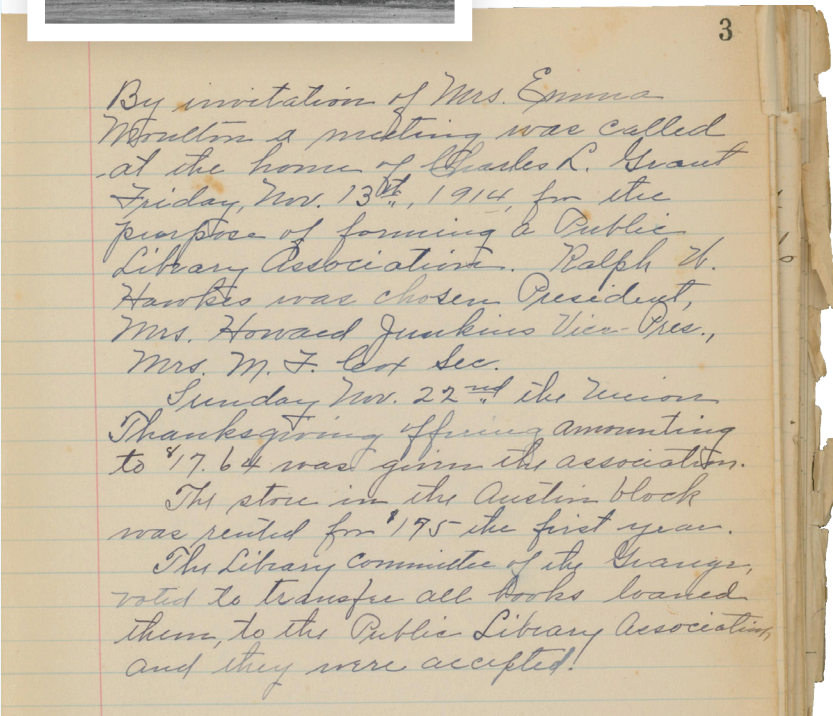 3
By invitation of Mrs. Emma
Moulton a meeting was called
at the home of Charles L. Grant
Friday, Nov. 13th, 1914, for the
purpose of forming a Public
Library Association. Ralph W.
Hawkes was chosen President,
Mrs. Howard Junkins Vice-Pres.,
Mrs. M. F. Cox Sec.
Sunday Nov. 22nd the Union
Thanksgiving offering amounting
to $17.64 was given the association.
The store in the Austin block
was rented for $175 the first year.
The Library Committee of the Grange,
voted to transfer all books loaned
them, to the Public Library Association,
and they were accepted.